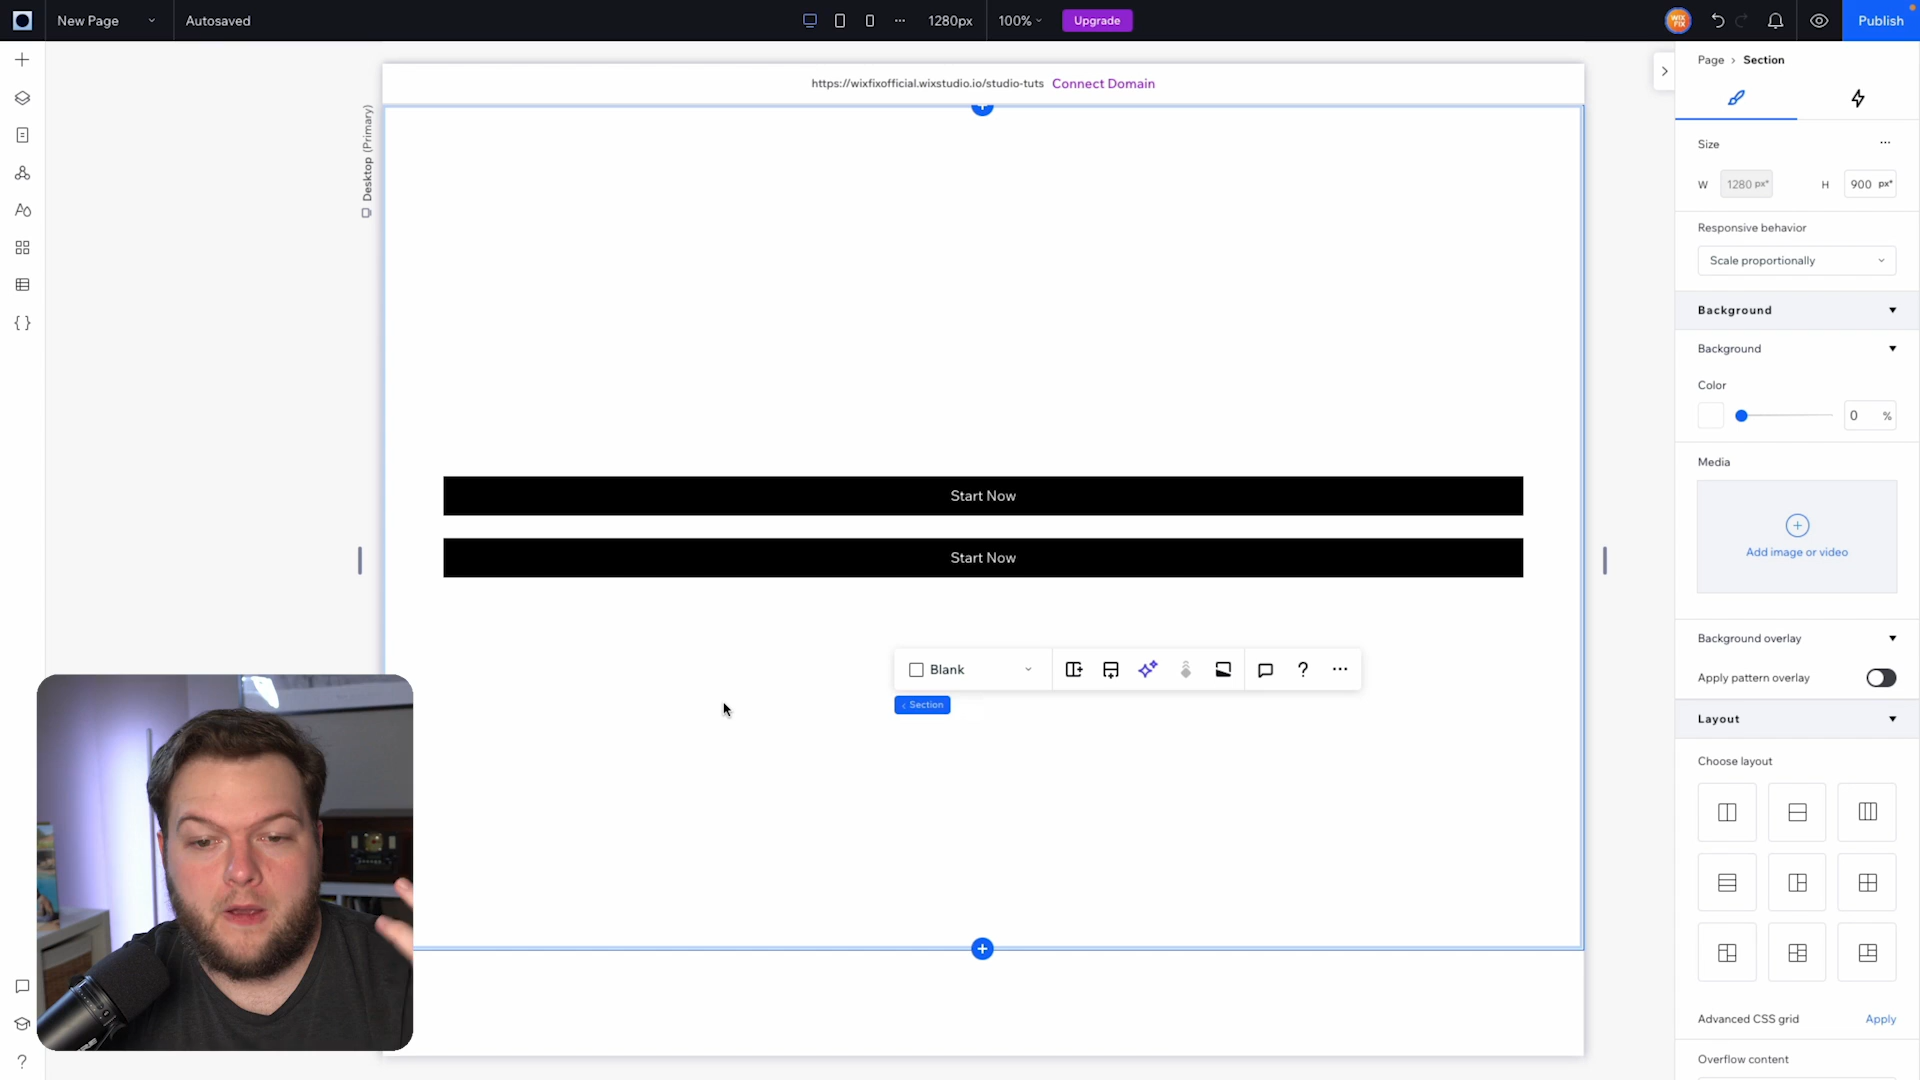 New Page
Autosaved
1280px
100%
Upgrade
WIX
FIX
Publish
https://wixfixofficial.wixstudio.io/studio-tuts Connect Domain
Desktop (Primary)
Start Now
Start Now
Blank
?
< Section
?
Page > Section
Size
W 1280 px*
H 900 px*
Responsive behavior
Scale proportionally
Background
Background
Color
0 %
Media
Add image or video
Background overlay
Apply pattern overlay
Layout
Choose layout
Advanced CSS grid Apply
Overflow content